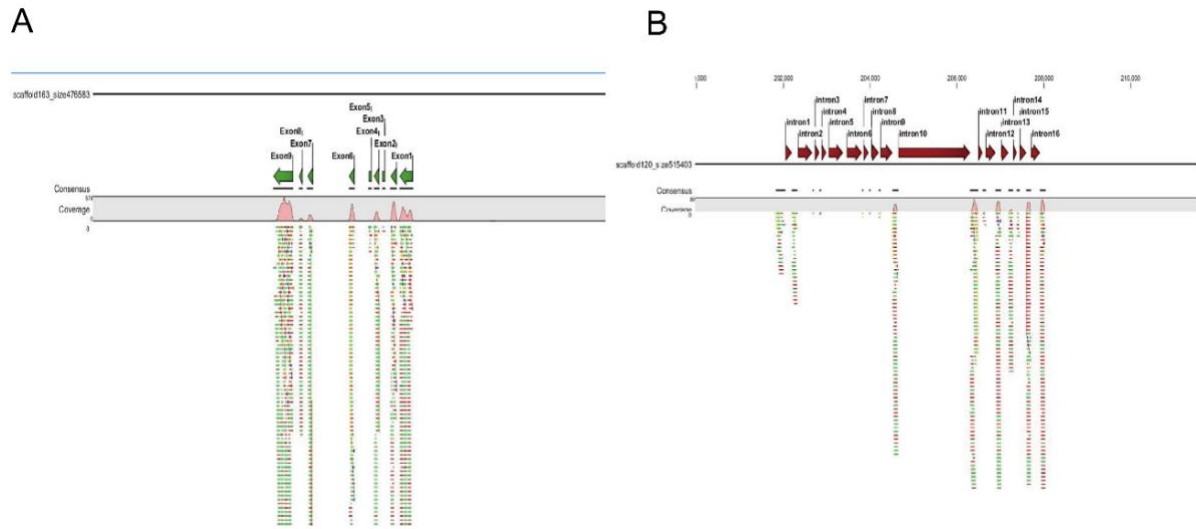 A
scaffold163_size476583
Exon5
Exon8 Exon4 Exon3
Exon9 Exon7 Exon6 Exon2 Exon1
Consensus
Coverage
0
B
202,000 204,000 206,000 208,000 210,000
intron3 intron7 intron14
intron4 intron8 intron11 intron15
intron1 intron5 intron9 intron13
intron2 intron6 intron10 intron12 intron16
scaffold120_size515403
Consensus
Coverage
0